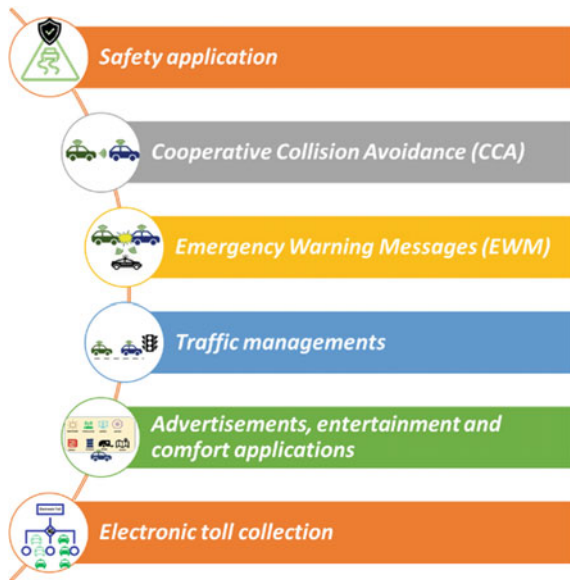 Safety application
Cooperative Collision Avoidance (CCA)
Emergency Warning Messages (EWM)
Traffic managements
Advertisements, entertainment and
comfort applications
Electronic toll collection